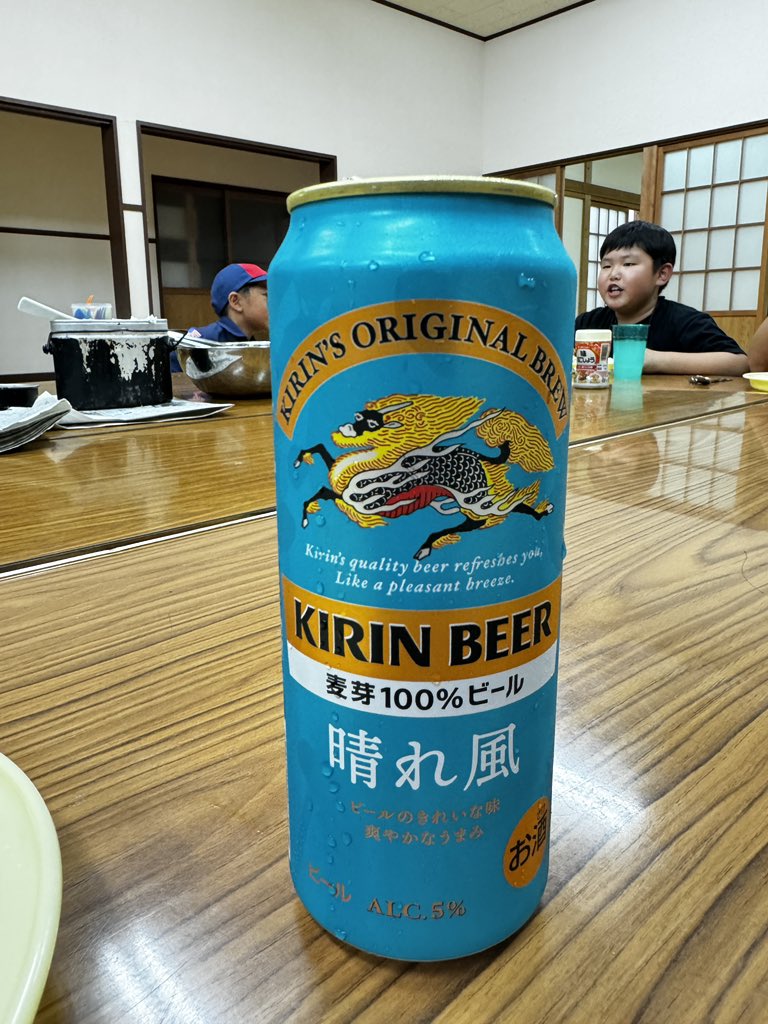 KIRIN'S ORIGINAL BREW
Kirin's quality beer refreshes you,
Like a pleasant breeze.
KIRIN BEER
麦芽100%ビール
晴れ風
ビールのきれいな味
爽やかなうまみ
お酒
ビール
ALC.5%